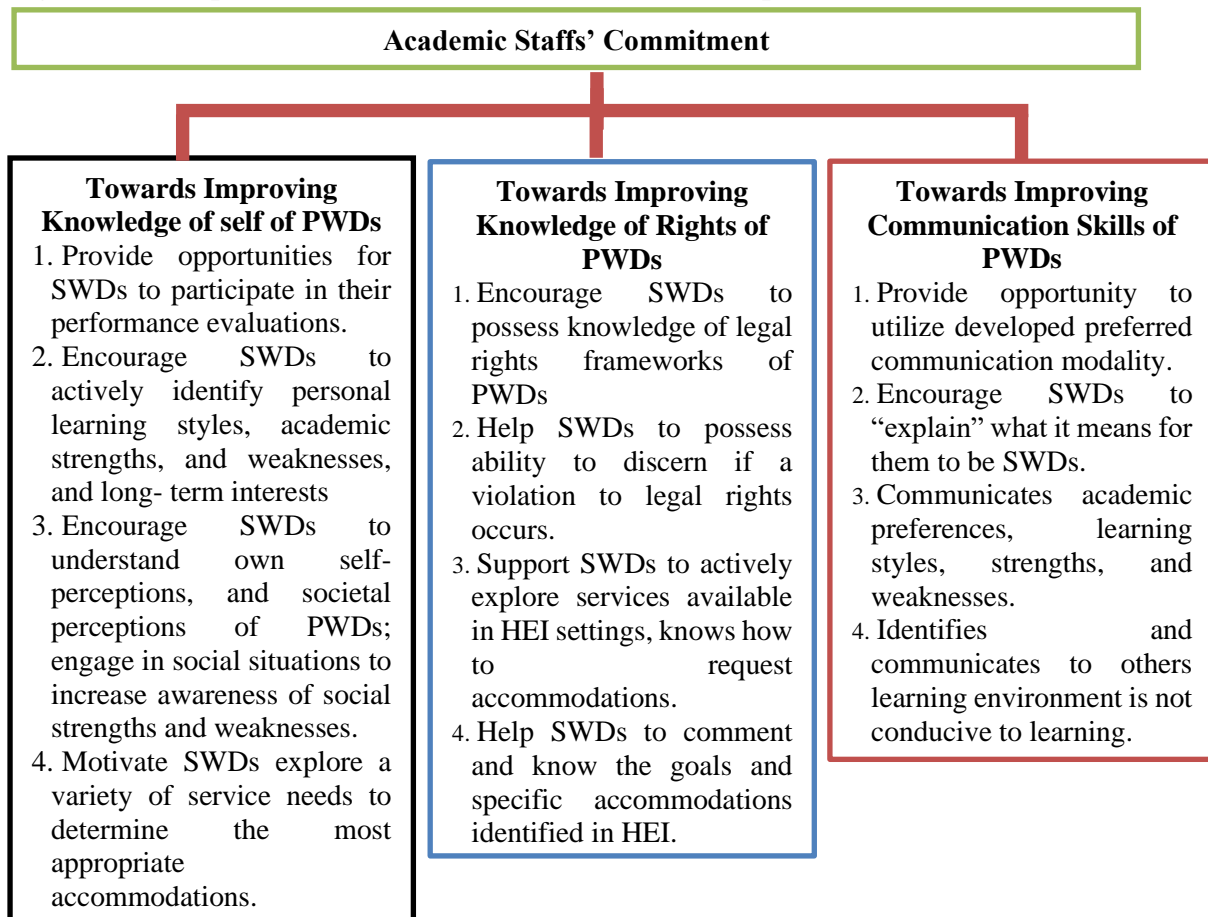 Academic Staffs’ Commitment
Towards Improving
Knowledge of self of PWDs
1. Provide opportunities for
SWDs to participate in their
performance evaluations.
2. Encourage SWDs to
actively identify personal
learning styles, academic
strengths, and weaknesses,
and long- term interests
3. Encourage SWDs to
understand own self-
perceptions, and societal
perceptions of PWDs;
engage in social situations to
increase awareness of social
strengths and weaknesses.
4. Motivate SWDs explore a
variety of service needs to
determine the most
appropriate
accommodations.
Towards Improving
Knowledge of Rights of
PWDs
1. Encourage SWDs to
possess knowledge of legal
rights frameworks of
PWDs
2. Help SWDs to possess
ability to discern if a
violation to legal rights
occurs.
3. Support SWDs to actively
explore services available
in HEI settings, knows how
to request
accommodations.
4. Help SWDs to comment
and know the goals and
specific accommodations
identified in HEI.
Towards Improving
Communication Skills of
PWDs
1. Provide opportunity to
utilize developed preferred
communication modality.
2. Encourage SWDs to
“explain” what it means for
them to be SWDs.
3. Communicates academic
preferences, learning
styles, strengths, and
weaknesses.
4. Identifies and
communicates to others
learning environment is not
conducive to learning.